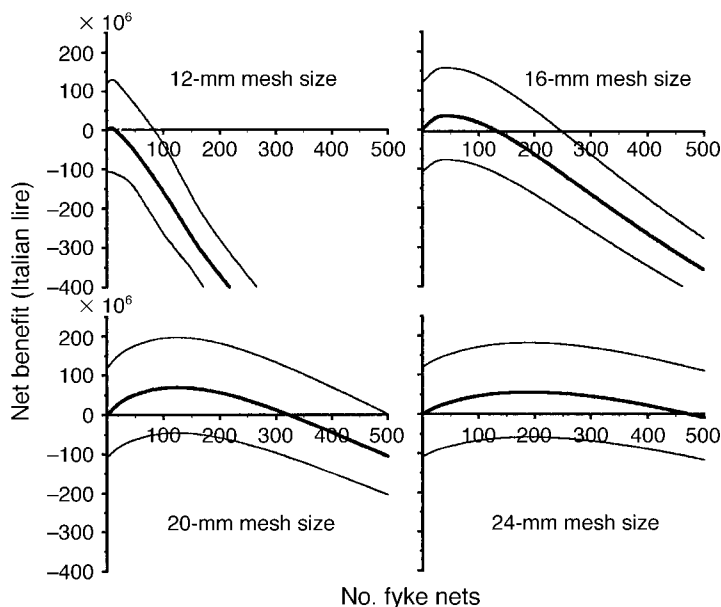 × 10⁶
200
100
0
−100
−200
−300
−400
100 200 300 400 500
12-mm mesh size
16-mm mesh size
100 200 300 400 500
Net benefit (Italian lire)
× 10⁶
200
100
0
−100
−200
−300
−400
100 200 300 400 500
20-mm mesh size
100 200 300 400 500
24-mm mesh size
No. fyke nets